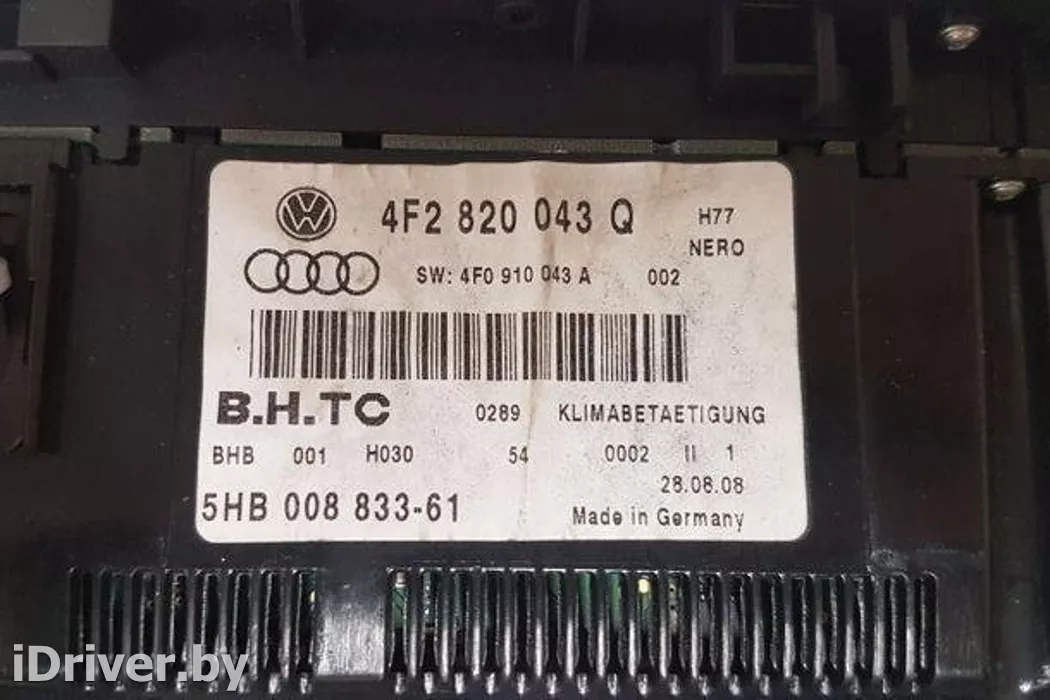 4F2 820 043 Q H77
NERO
SW: 4F0 910 043 A 002
B.H.TC 0289 KLIMABETAETIGUNG
BHB 001 H030 54 0002 II 1
28.08.08
5HB 008 833-61 Made in Germany
iDriver.by